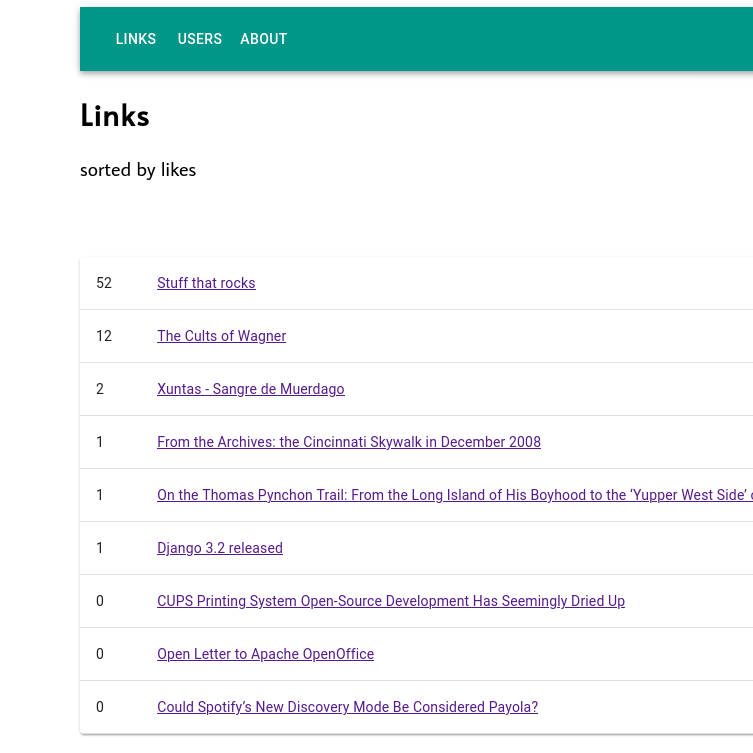 LINKS USERS ABOUT
Links
sorted by likes
52 Stuff that rocks
12 The Cults of Wagner
2 Xuntas - Sangre de Muerdago
1 From the Archives: the Cincinnati Skywalk in December 2008
1 On the Thomas Pynchon Trail: From the Long Island of His Boyhood to the ‘Yupper West Side’
1 Django 3.2 released
0 CUPS Printing System Open-Source Development Has Seemingly Dried Up
0 Open Letter to Apache OpenOffice
0 Could Spotify’s New Discovery Mode Be Considered Payola?